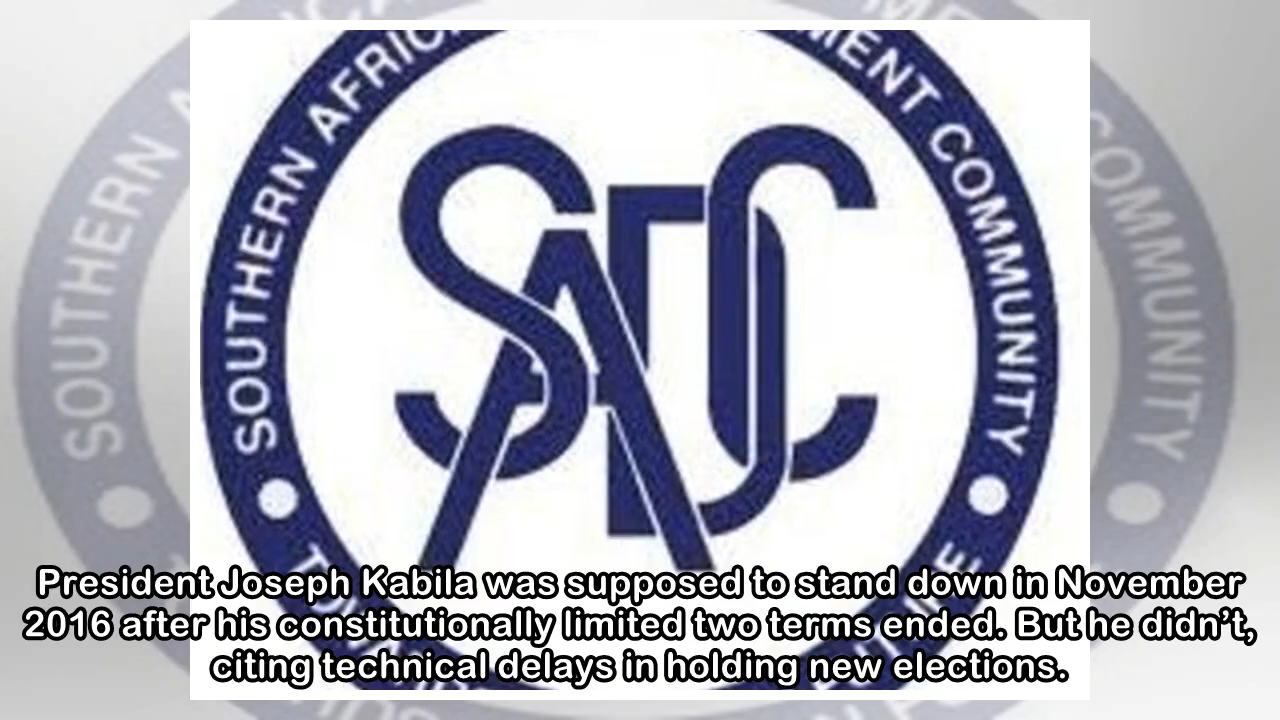 SOUTHERN AFRIC
MENT COMMUNITY
SADC
President Joseph Kabila was supposed to stand down in November
2016 after his constitutionally limited two terms ended. But he didn’t,
citing technical delays in holding new elections.